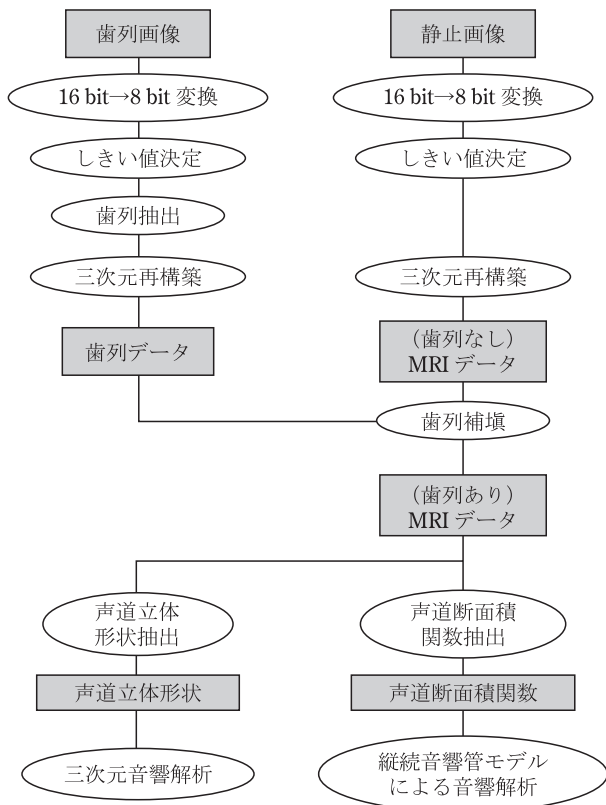 歯列画像
16 bit→8 bit 変換
しきい値決定
歯列抽出
三次元再構築
歯列データ
静止画像
16 bit→8 bit 変換
しきい値決定
三次元再構築
（歯列なし）
MRI データ
歯列補塡
（歯列あり）
MRI データ
声道立体
形状抽出
声道立体形状
三次元音響解析
声道断面積
関数抽出
声道断面積関数
縦続音響管モデル
による音響解析